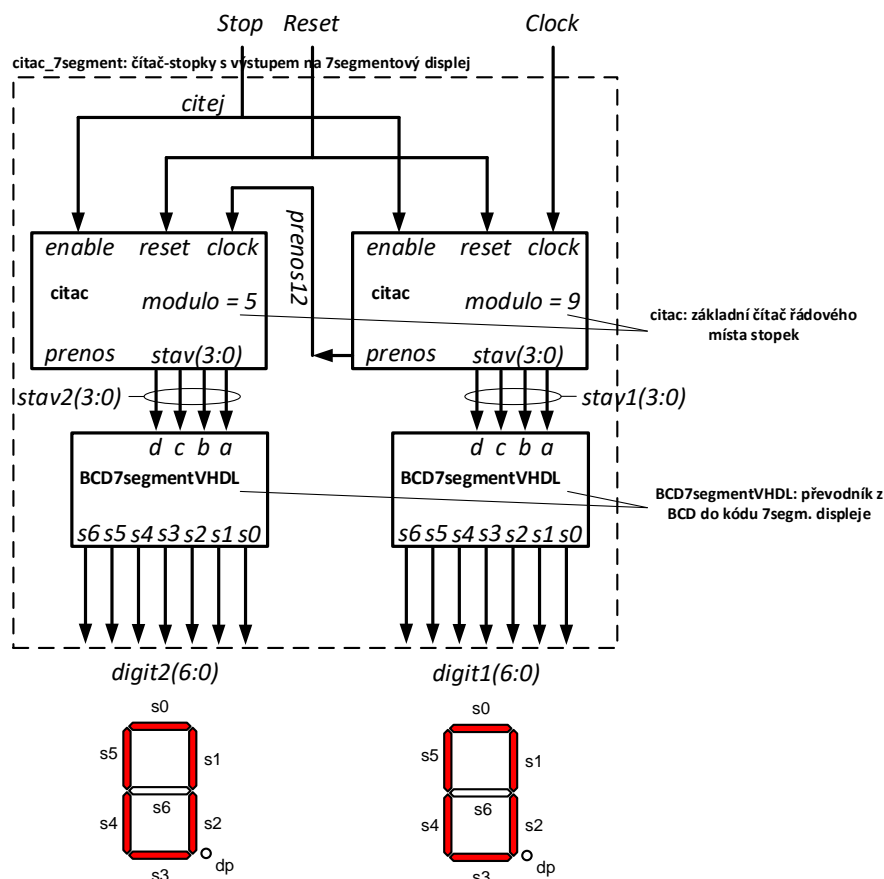 Stop Reset Clock
citac_7segment: čítač-stopky s výstupem na 7segmentový displej
citej
prenos12
enable reset clock
citac
modulo = 5
prenos stav(3:0)
enable reset clock
citac
modulo = 9
prenos stav(3:0)
citac: základní čítač řádového
místa stopek
stav2(3:0)
stav1(3:0)
d c b a
BCD7segmentVHDL
s6 s5 s4 s3 s2 s1 s0
d c b a
BCD7segmentVHDL
s6 s5 s4 s3 s2 s1 s0
BCD7segmentVHDL: převodník z
BCD do kódu 7segm. displeje
digit2(6:0)
digit1(6:0)
s0
s5 s1
s6
s4 s2
dp
s3
s0
s5 s1
s6
s4 s2
dp
s3